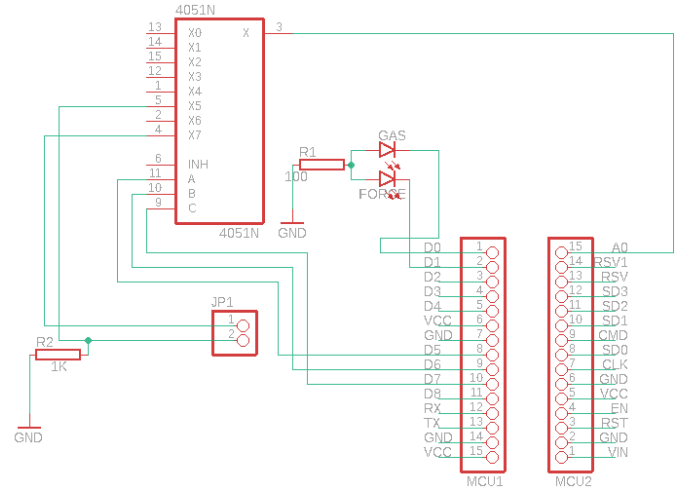 4051N
13 X0 X 3
14 X1
15 X2
12 X3
1 X4
5 X5
2 X6
4 X7
6 INH
11 A
10 B
9 C
4051N
GAS
R1
100
FORCE
GND
D0 1
D1 2
D2 3
D3 4
D4 5
VCC 6
GND 7
D5 8
D6 9
D7 10
D8 11
RX 12
TX 13
GND 14
VCC 15
MCU1
15 A0
14 RSV1
13 RSV
12 SD3
11 SD2
10 SD1
9 CMD
8 SD0
7 CLK
6 GND
5 VCC
4 EN
3 RST
2 GND
1 VIN
MCU2
JP1
1
2
R2
1K
GND